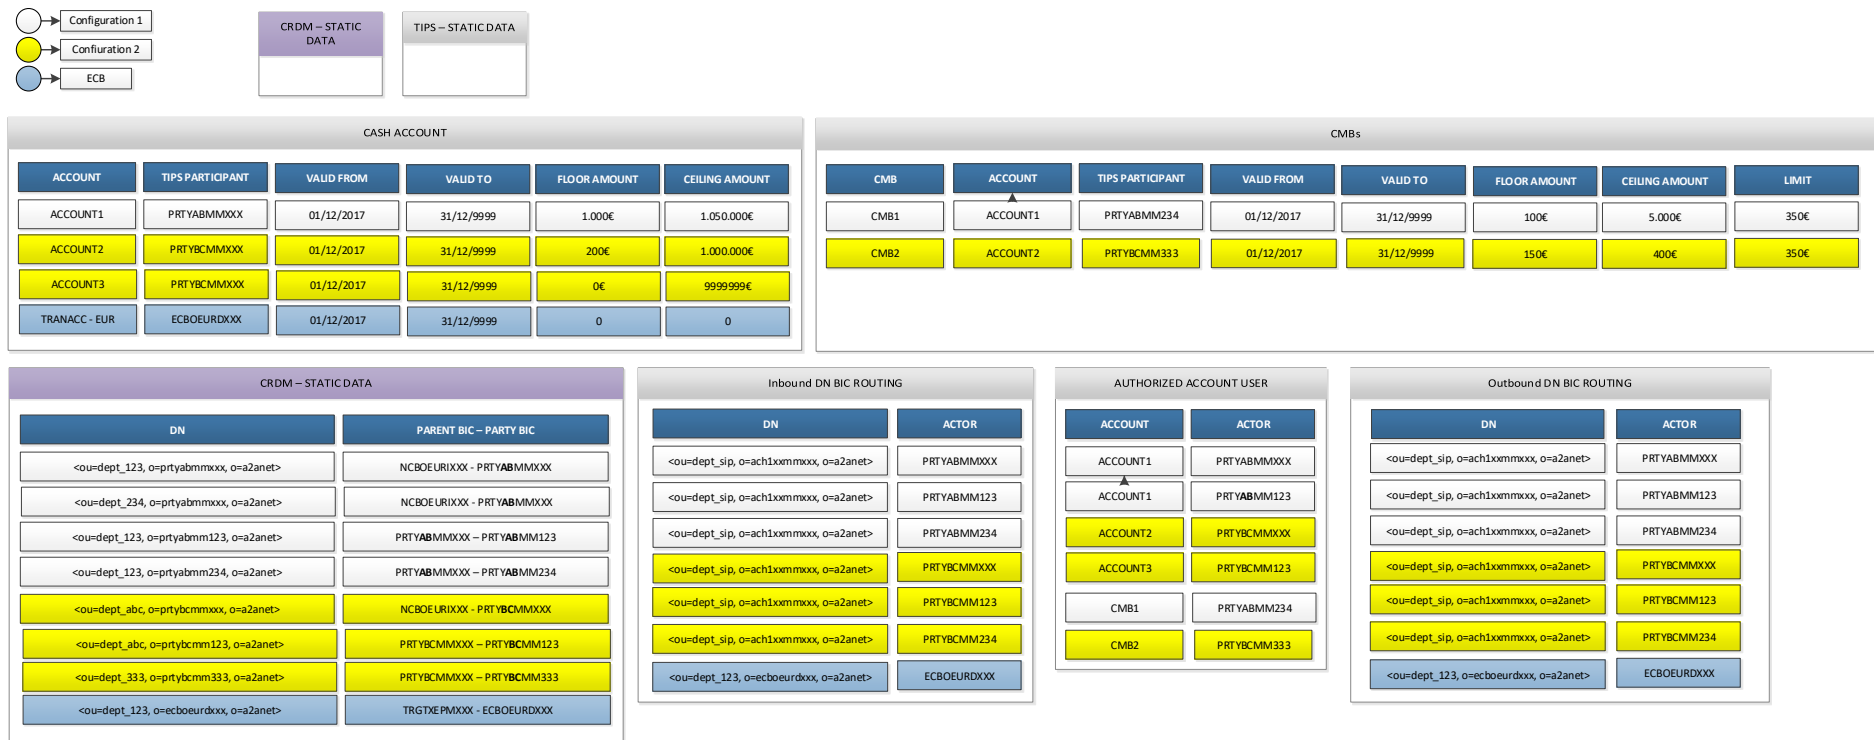 Configuration 1
Confiuration 2
ECB
CRDM – STATIC
DATA
TIPS – STATIC DATA
CASH ACCOUNT
ACCOUNT TIPS PARTICIPANT VALID FROM VALID TO FLOOR AMOUNT CEILING AMOUNT
ACCOUNT1 PRTYABMMXXX 01/12/2017 31/12/9999 1.000€ 1.050.000€
ACCOUNT2 PRTYBCMMXXX 01/12/2017 31/12/9999 200€ 1.000.000€
ACCOUNT3 PRTYBCMMXXX 01/12/2017 31/12/9999 0€ 9999999€
TRANACC - EUR ECBOEURDXXX 01/12/2017 31/12/9999 0 0
CMBs
CMB ACCOUNT TIPS PARTICIPANT VALID FROM VALID TO FLOOR AMOUNT CEILING AMOUNT LIMIT
CMB1 ACCOUNT1 PRTYABMM234 01/12/2017 31/12/9999 100€ 5.000€ 350€
CMB2 ACCOUNT2 PRTYBCMM333 01/12/2017 31/12/9999 150€ 400€ 350€
CRDM – STATIC DATA
DN PARENT BIC – PARTY BIC
<ou=dept_123, o=prtyabmmxxx, o=a2anet> NCBOEURIXXX - PRTYABMMXXX
<ou=dept_234, o=prtyabmmxxx, o=a2anet> NCBOEURIXXX - PRTYABMMXXX
<ou=dept_123, o=prtyabmm123, o=a2anet> PRTYABMMXXX – PRTYABMM123
<ou=dept_123, o=prtyabmm234, o=a2anet> PRTYABMMXXX – PRTYABMM234
<ou=dept_abc, o=prtybcmmxxx, o=a2anet> NCBOEURIXXX - PRTYBCMMXXX
<ou=dept_abc, o=prtybcmm123, o=a2anet> PRTYBCMMXXX – PRTYBCMM123
<ou=dept_333, o=prtybcmm333, o=a2anet> PRTYBCMMXXX – PRTYBCMM333
<ou=dept_123, o=ecboeurdxxx, o=a2anet> TRGTXEPMXXX - ECBOEURDXXX
Inbound DN BIC ROUTING
DN ACTOR
<ou=dept_sip, o=ach1xxmmxxx, o=a2anet> PRTYABMMXXX
<ou=dept_sip, o=ach1xxmmxxx, o=a2anet> PRTYABMM123
<ou=dept_sip, o=ach1xxmmxxx, o=a2anet> PRTYABMM234
<ou=dept_sip, o=ach1xxmmxxx, o=a2anet> PRTYBCMMXXX
<ou=dept_sip, o=ach1xxmmxxx, o=a2anet> PRTYBCMM123
<ou=dept_sip, o=ach1xxmmxxx, o=a2anet> PRTYBCMM234
<ou=dept_123, o=ecboeurdxxx, o=a2anet> ECBOEURDXXX
AUTHORIZED ACCOUNT USER
ACCOUNT ACTOR
ACCOUNT1 PRTYABMMXXX
ACCOUNT1 PRTYABMM123
ACCOUNT2 PRTYBCMMXXX
ACCOUNT3 PRTYBCMM123
CMB1 PRTYABMM234
CMB2 PRTYBCMM333
Outbound DN BIC ROUTING
DN ACTOR
<ou=dept_sip, o=ach1xxmmxxx, o=a2anet> PRTYABMMXXX
<ou=dept_sip, o=ach1xxmmxxx, o=a2anet> PRTYABMM123
<ou=dept_sip, o=ach1xxmmxxx, o=a2anet> PRTYABMM234
<ou=dept_sip, o=ach1xxmmxxx, o=a2anet> PRTYBCMMXXX
<ou=dept_sip, o=ach1xxmmxxx, o=a2anet> PRTYBCMM123
<ou=dept_sip, o=ach1xxmmxxx, o=a2anet> PRTYBCMM234
<ou=dept_123, o=ecboeurdxxx, o=a2anet> ECBOEURDXXX